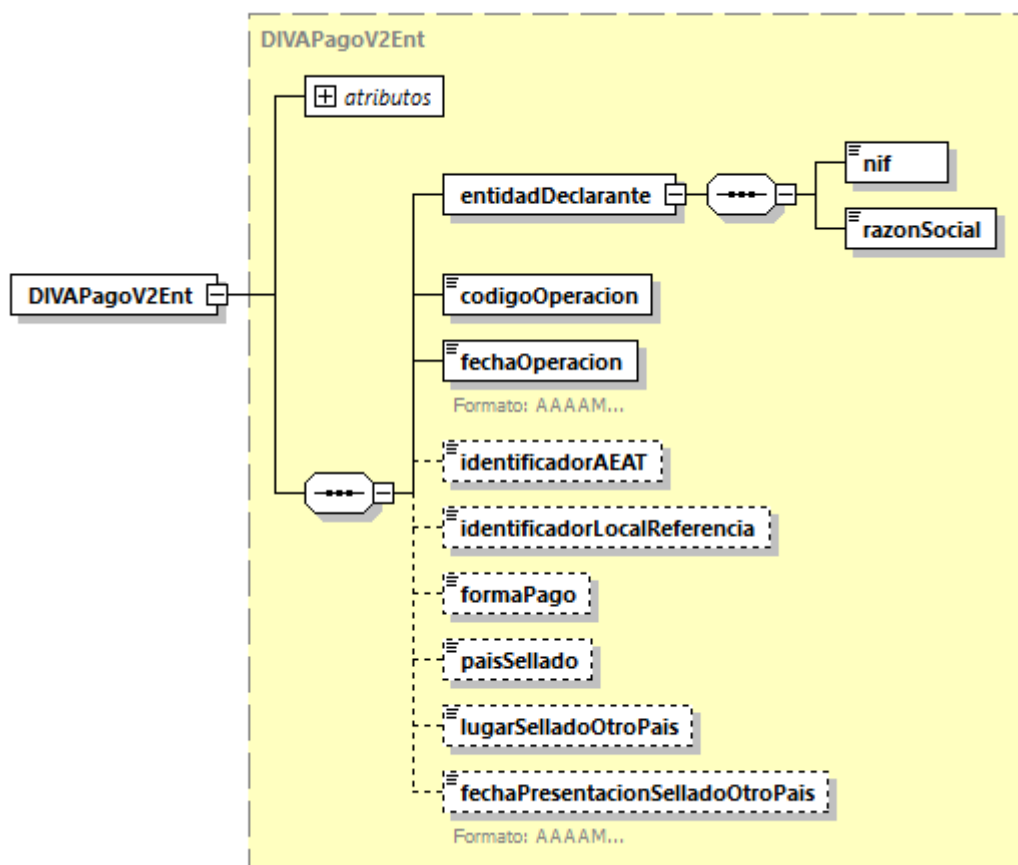 DIVAPagoV2Ent
atributos
entidadDeclarante
nif
razonSocial
DIVAPagoV2Ent
codigoOperacion
fechaOperacion
Formato: AAAAM...
identificadorAEAT
identificadorLocalReferencia
formaPago
paisSellado
lugarSelladoOtroPais
fechaPresentacionSelladoOtroPais
Formato: AAAAM...